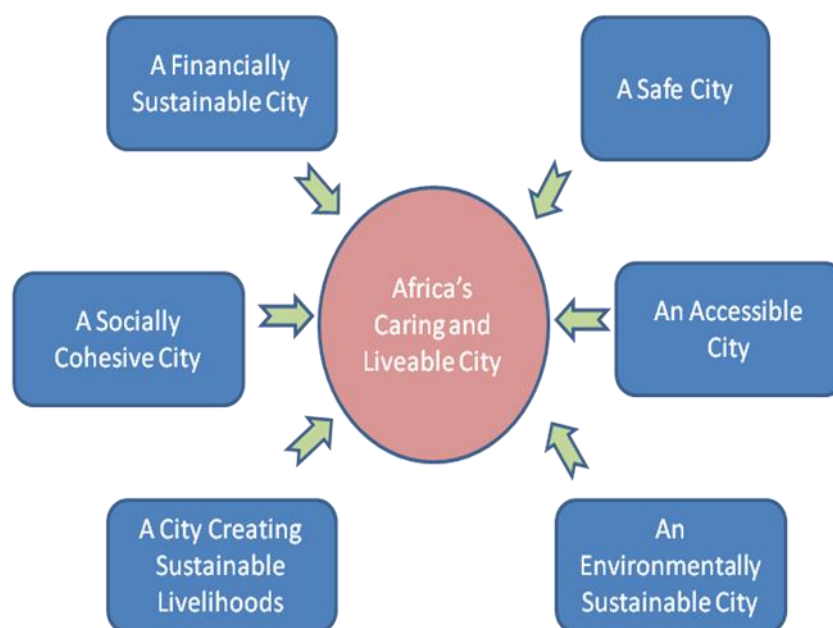 A Financially
Sustainable City
A Safe City
A Socially
Cohesive City
Africa's
Caring and
Liveable City
An Accessible
City
A City Creating
Sustainable
Livelihoods
An
Environmentally
Sustainable City